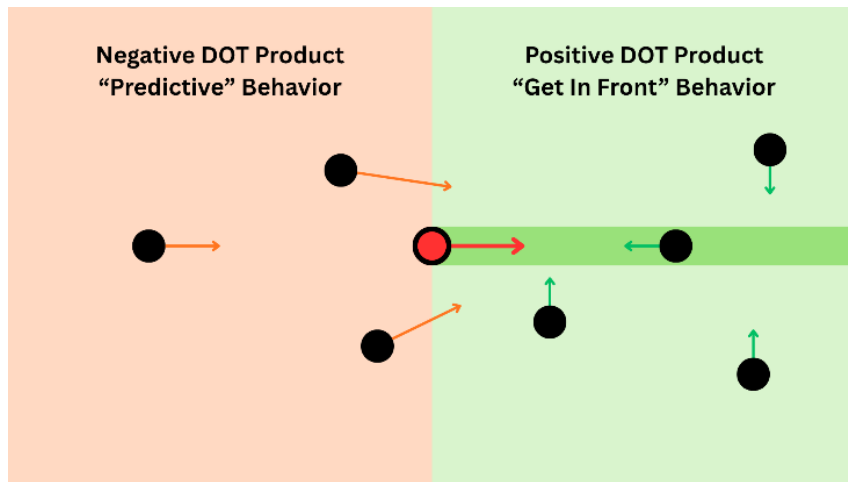 Negative DOT Product
“Predictive” Behavior
Positive DOT Product
“Get In Front” Behavior